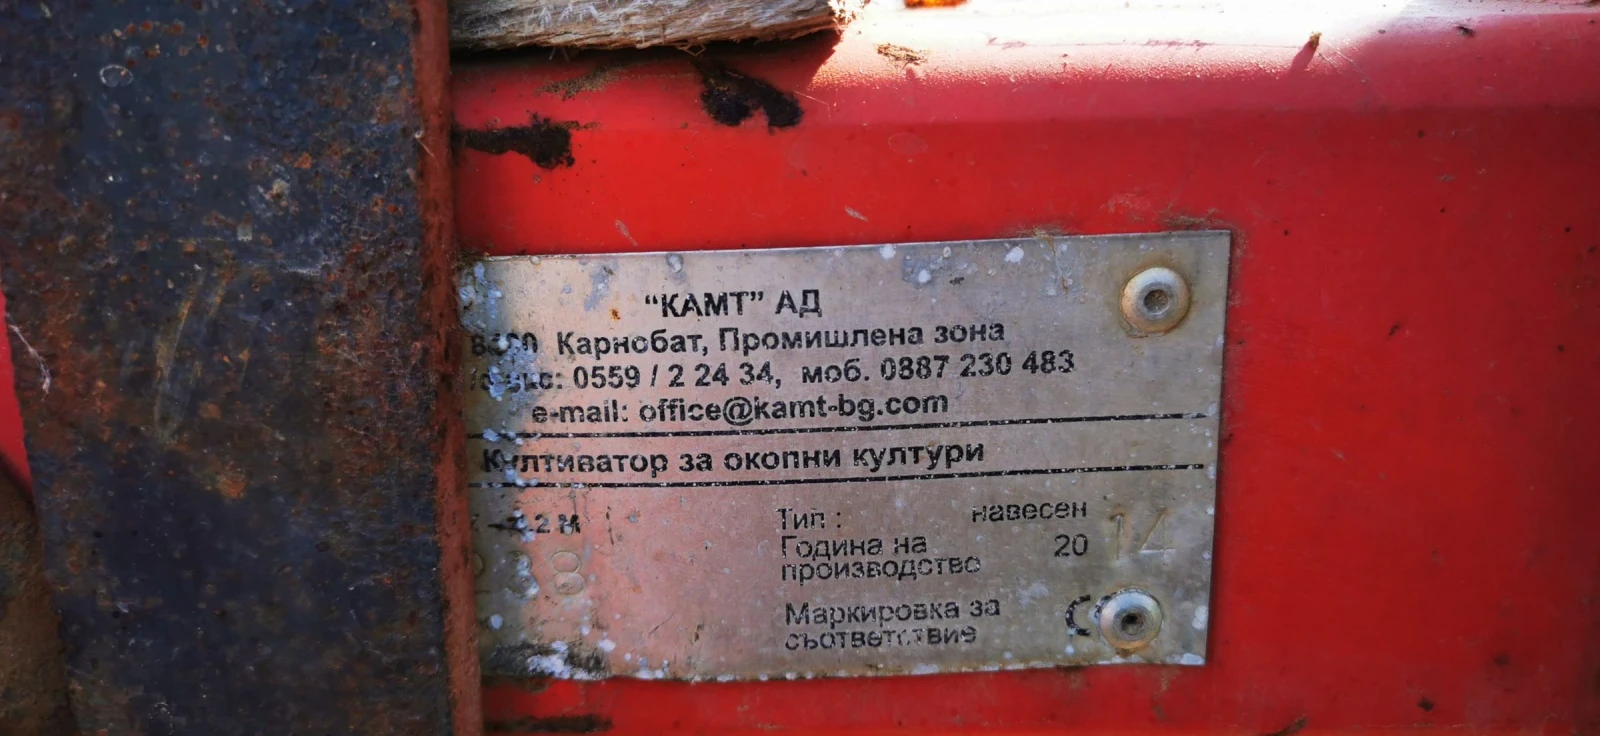 "КАМТ" АД
Карнобат, Промишлена зона
0559 / 2 24 34, моб. 0887 230 483
e-mail: office@kamt-bg.com
Култиватор за окопни култури
Тип : навесен
Година на
производство 20 14
Маркировка за
съответствие